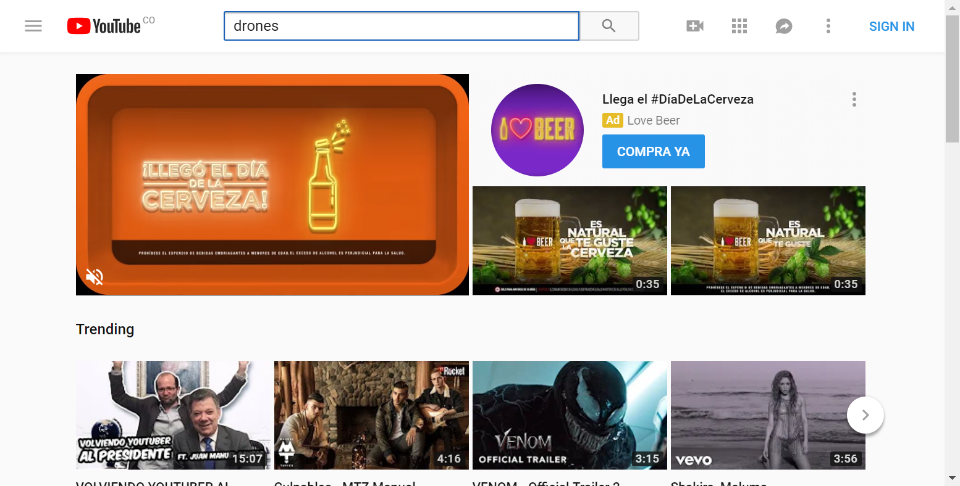 YouTube CO
drones
SIGN IN
¡LLEGÓ EL DÍA
DE LA
CERVEZA!
PROHÍBESE EL EXPENDIO DE BEBIDAS EMBRIAGANTES A MENORES DE EDAD. EL EXCESO DE ALCOHOL ES PERJUDICIAL PARA LA SALUD.
BEER
Llega el #DíaDeLaCerveza
Ad Love Beer
COMPRA YA
ES
NATURAL
QUE TE GUSTE
LA
CERVEZA
BEER
0:35
ES
NATURAL
QUE TE GUSTE
BEER
0:35
Trending
VOLVIENDO YOUTUBER
AL PRESIDENTE
FT. JUAN MANU
15:07
Rocket
4:16
VENOM
OFFICIAL TRAILER
3:15
vevo
3:56
VOLVIENDO YOUTUBER AL
Culpables - MTZ Manuel
VENOM - Official Trailer 2
Shakira, Maluma